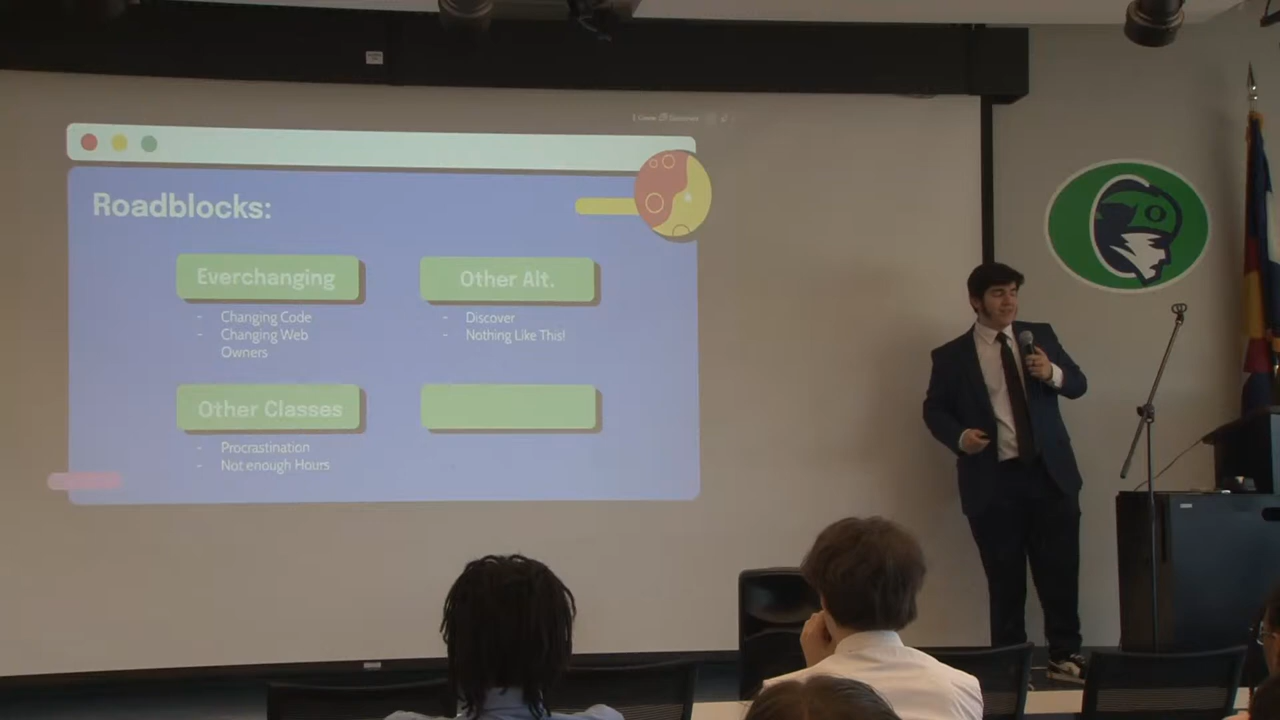 Roadblocks:
Everchanging
- Changing Code
- Changing Web
Owners
Other Alt.
- Discover
- Nothing Like This!
Other Classes
- Procrastination
- Not enough Hours
O